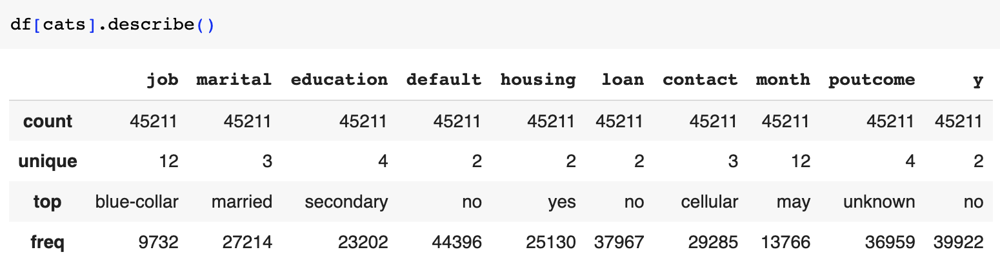 df[cats].describe()
job marital education default housing loan contact month poutcome y
count 45211 45211 45211 45211 45211 45211 45211 45211 45211 45211
unique 12 3 4 2 2 2 3 12 4 2
top blue-collar married secondary no yes no cellular may unknown no
freq 9732 27214 23202 44396 25130 37967 29285 13766 36959 39922